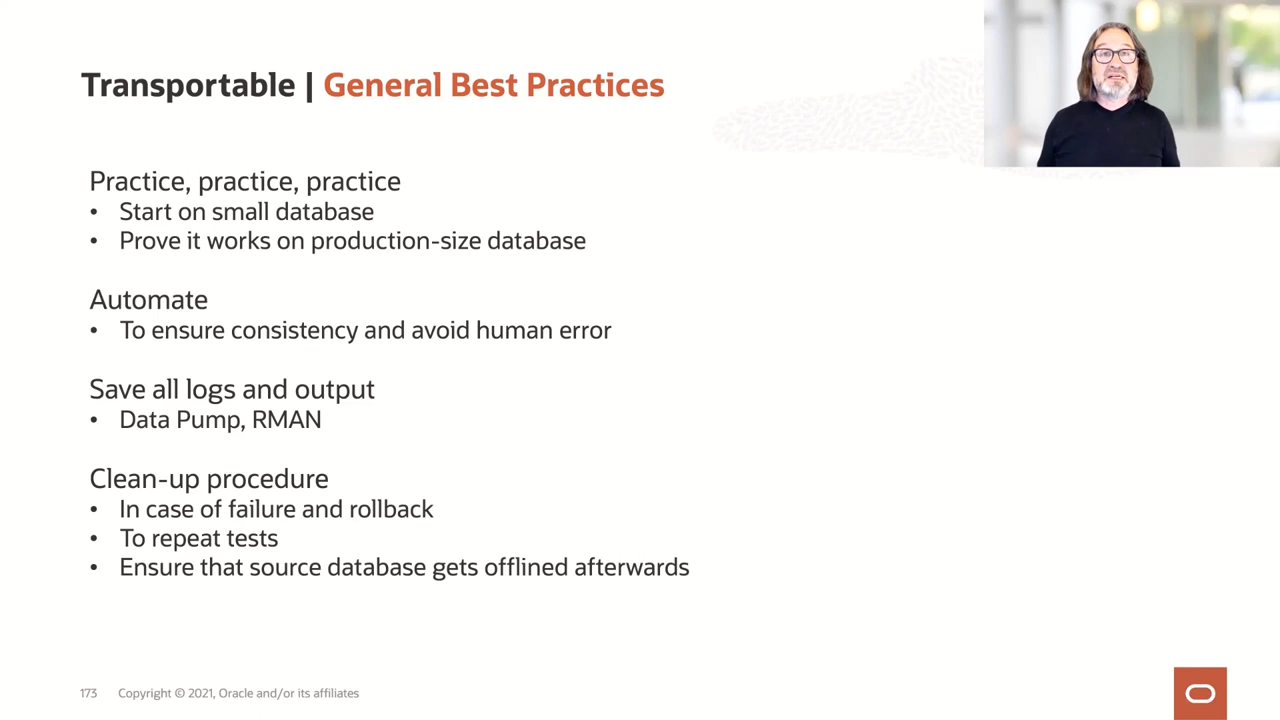 Transportable | General Best Practices
Practice, practice, practice
• Start on small database
• Prove it works on production-size database
Automate
• To ensure consistency and avoid human error
Save all logs and output
• Data Pump, RMAN
Clean-up procedure
• In case of failure and rollback
• To repeat tests
• Ensure that source database gets offlined afterwards
173 Copyright © 2021, Oracle and/or its affiliates